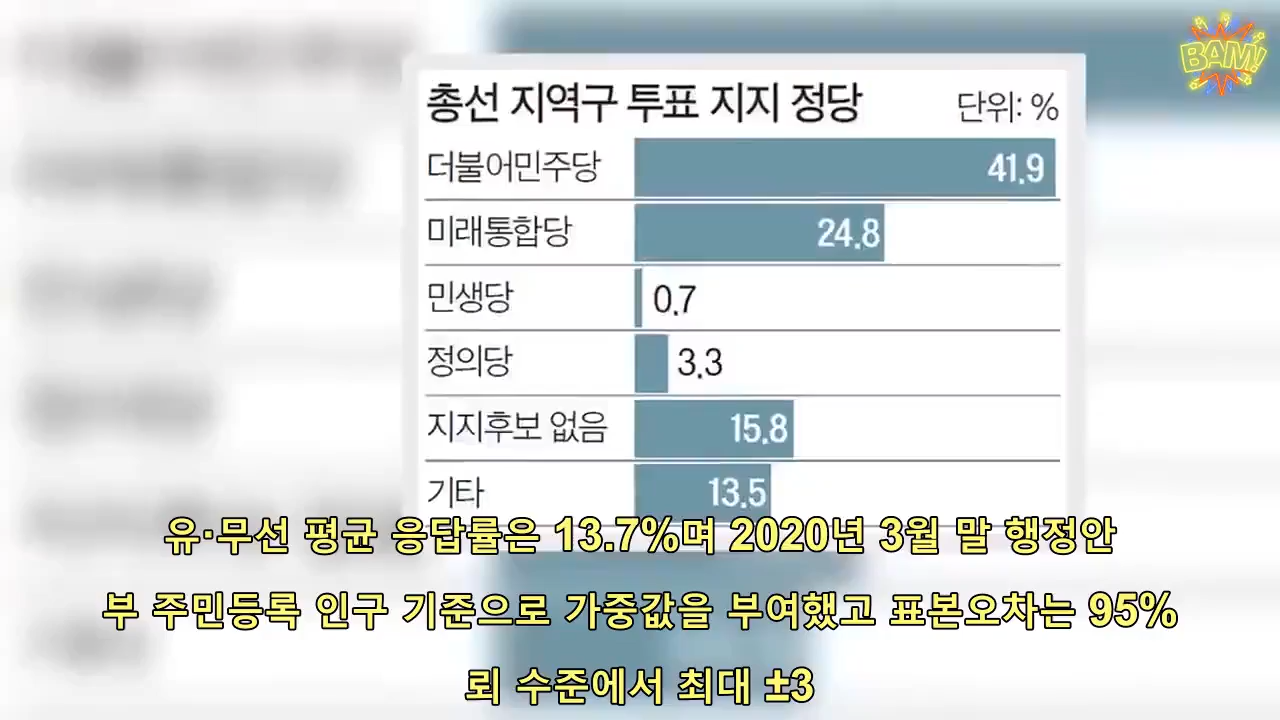 BAM!
총선 지역구 투표 지지 정당 단위: %
더불어민주당 41.9
미래통합당 24.8
민생당 0.7
정의당 3.3
지지후보 없음 15.8
기타 13.5
유·무선 평균 응답률은 13.7%며 2020년 3월 말 행정안
부 주민등록 인구 기준으로 가중값을 부여했고 표본오차는 95%
뢰 수준에서 최대 ±3